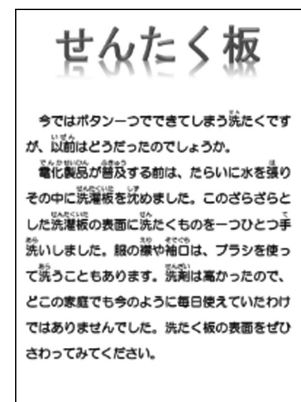 せんたく板
今ではボタン一つでできてしまう洗たくです
が、以前はどうだったのでしょうか。
電化製品が普及する前は、たらいに水を張り
その中に洗濯板を沈めました。このざらざらと
した洗濯板の表面に洗たくものを一つひとつ手
洗いしました。服の襟や袖口は、ブラシを使っ
て洗うこともあります。洗剤は高かったので、
どこの家庭でも今のように毎日使えていたわけ
ではありませんでした。洗たく板の表面をぜひ
さわってみてください。